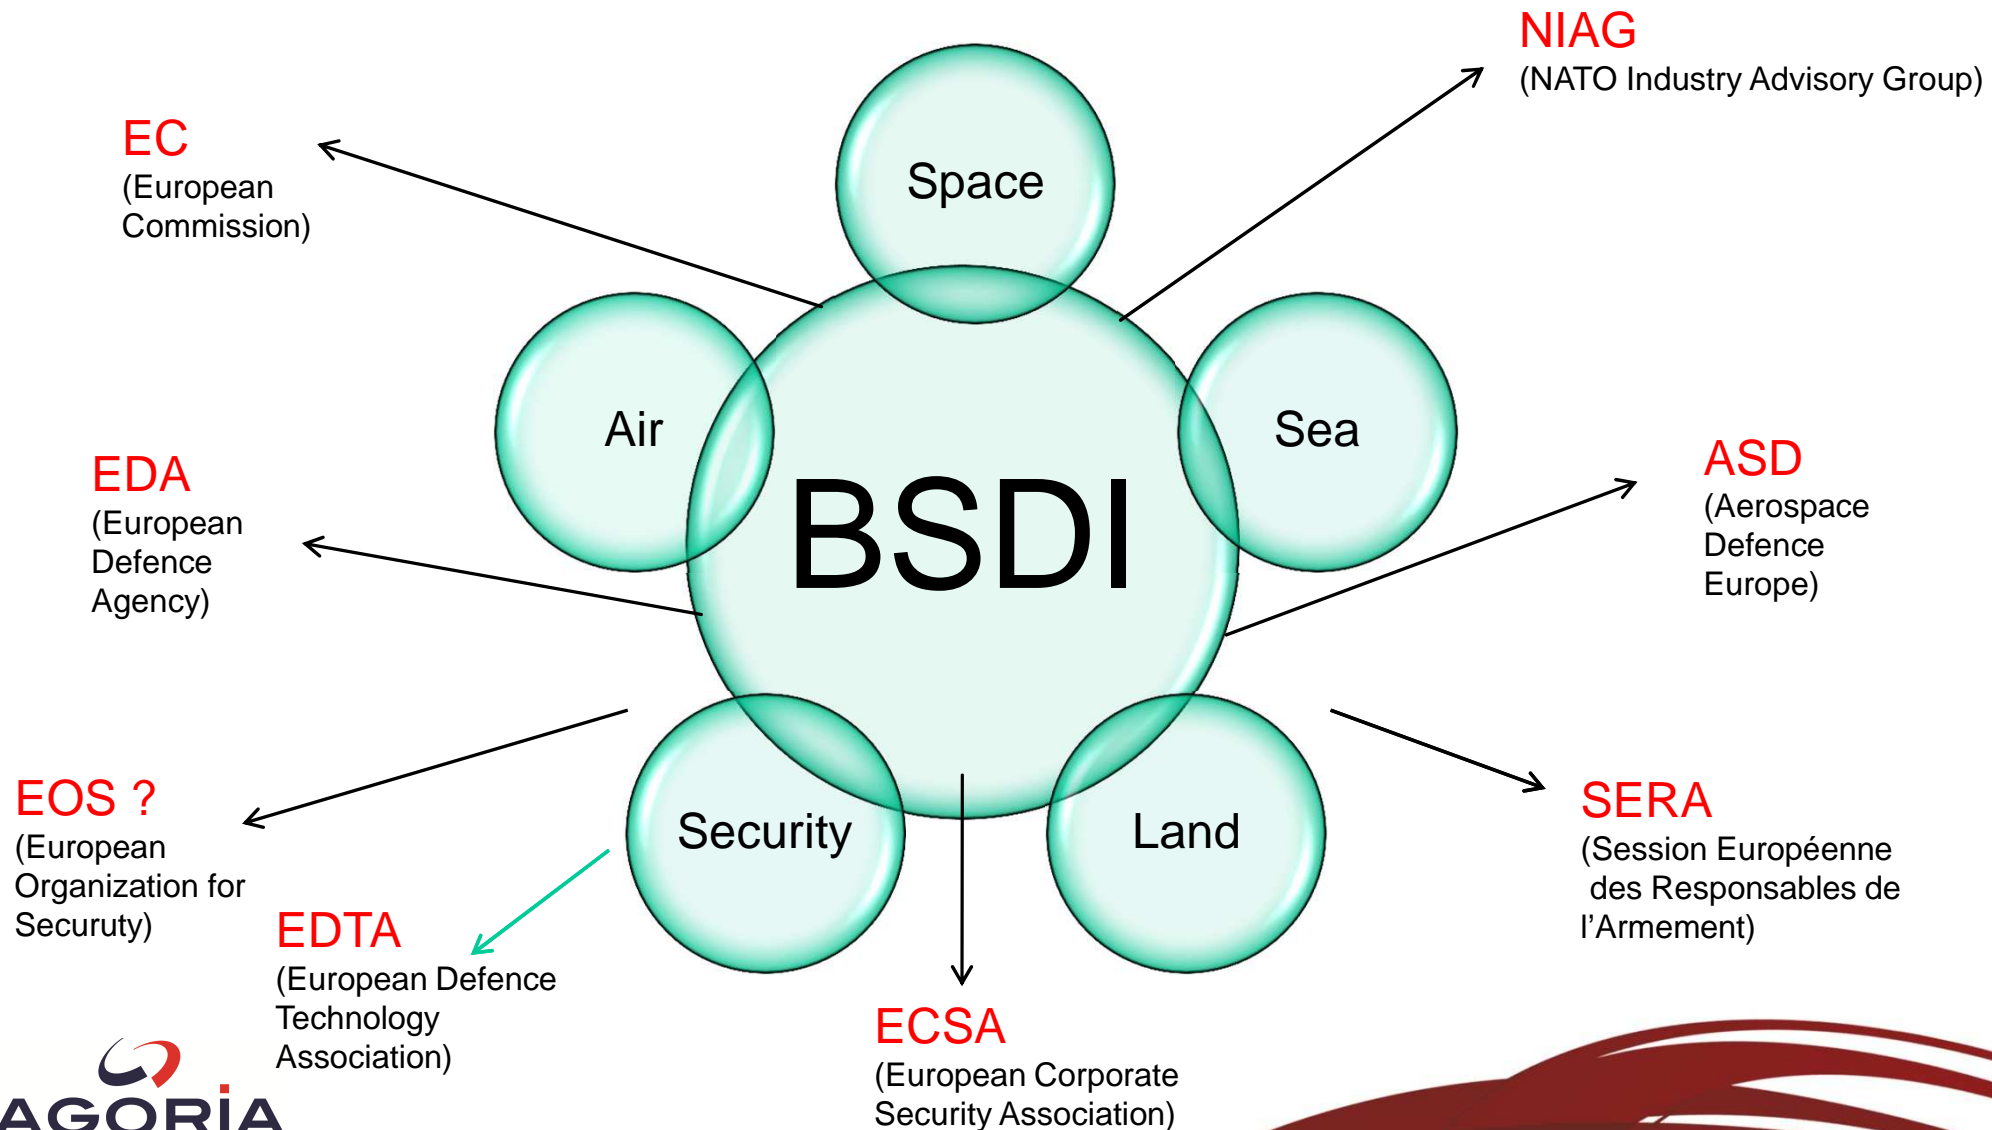 NIAG
(NATO Industry Advisory Group)
EC
(European
Commission)
Space
Air
Sea
BSDI
EDA
(European
Defence
Agency)
ASD
(Aerospace
Defence
Europe)
EOS ?
(European
Organization for
Securuty)
Security
Land
SERA
(Session Européenne
des Responsables de
l’Armement)
EDTA
(European Defence
Technology
Association)
ECSA
(European Corporate
Security Association)
AGORIA